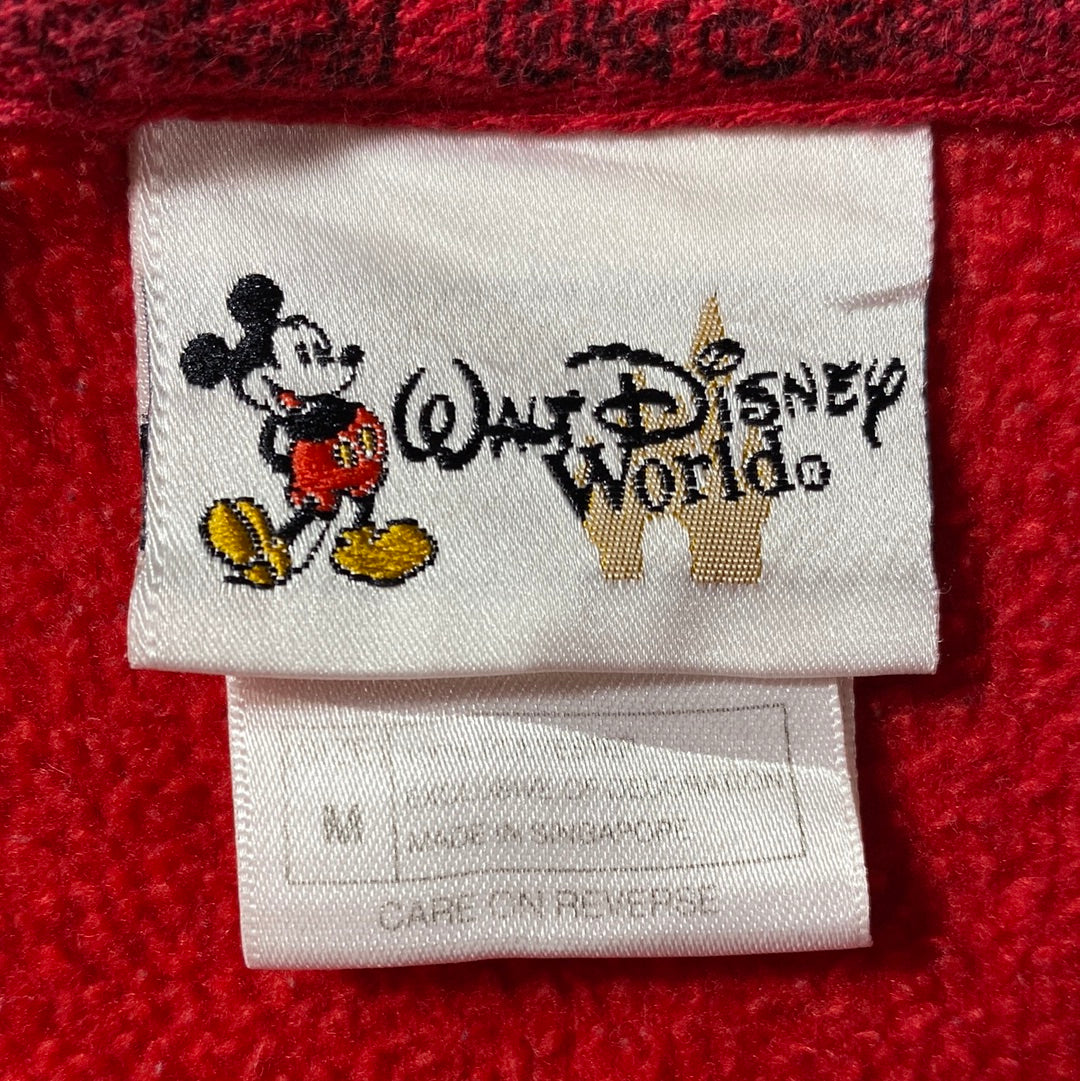 WALT DISNEY
World®
M
EXCLUSIVE OF DECORATION
MADE IN SINGAPORE
CARE ON REVERSE